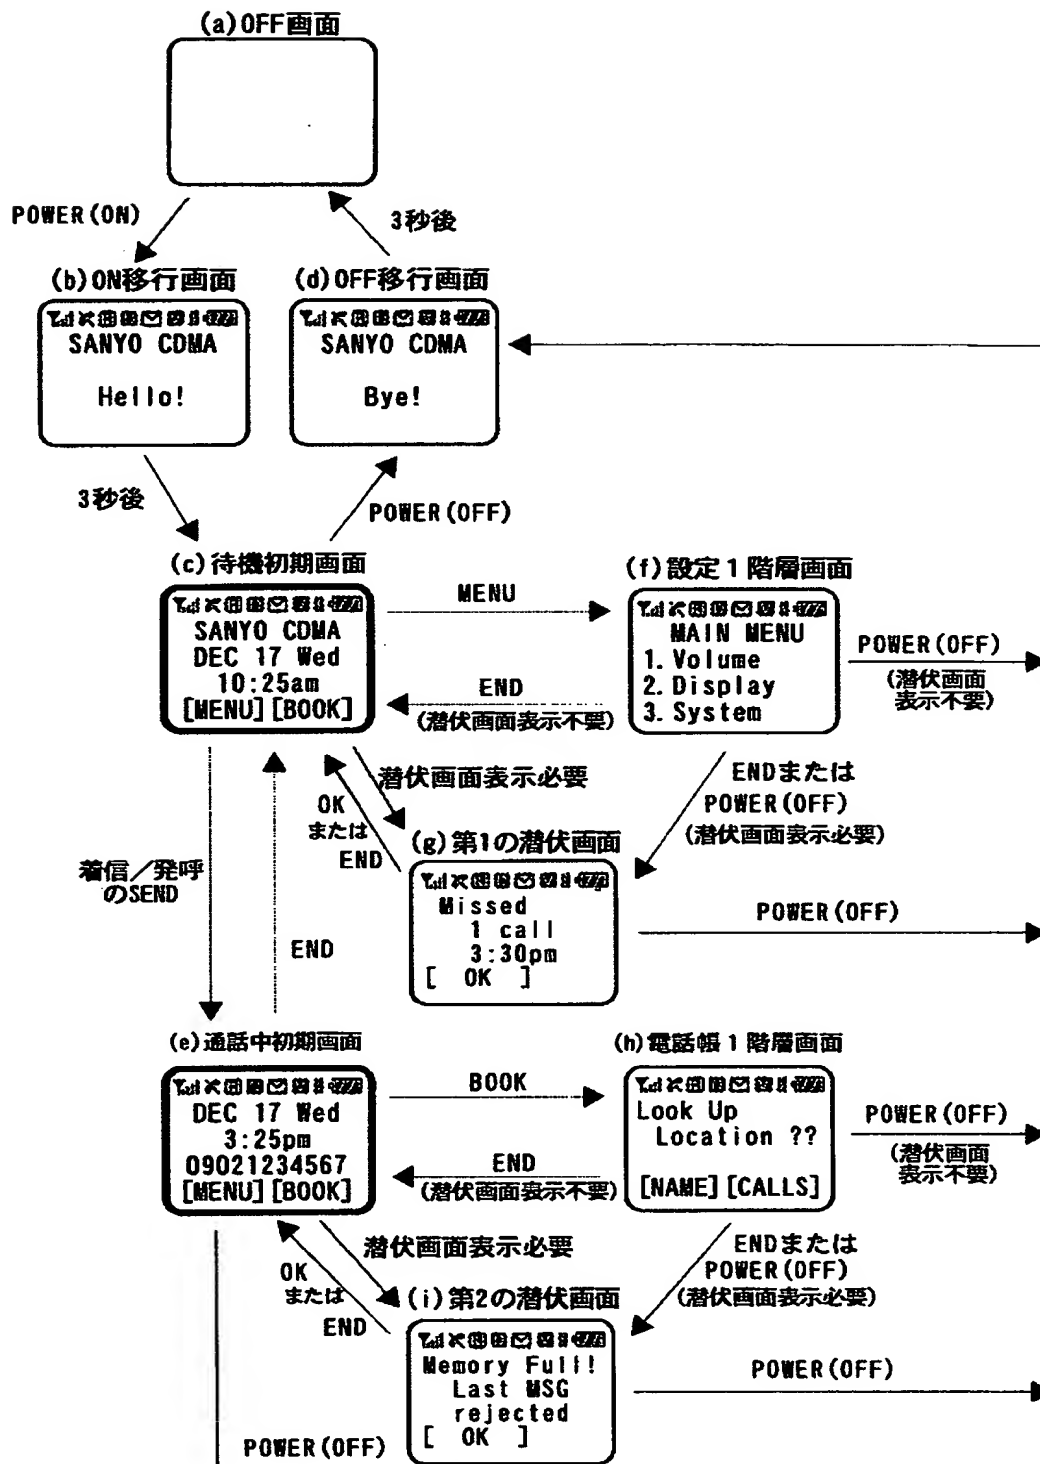 (a)OFF画面
POWER(ON)
3秒後
(b)ON移行画面
(d)OFF移行画面
SANYO CDMA
Hello!
SANYO CDMA
Bye!
3秒後
POWER(OFF)
(c)待機初期画面
SANYO CDMA
DEC 17 Wed
10:25am
[MENU][BOOK]
MENU
END
(潜伏画面表示不要)
(f)設定1階層画面
MAIN MENU
1. Volume
2. Display
3. System
POWER(OFF)
(潜伏画面
表示不要)
潜伏画面表示必要
OK
または
END
ENDまたは
POWER(OFF)
(潜伏画面表示必要)
(g)第1の潜伏画面
Missed
1 call
3:30pm
[ OK ]
POWER(OFF)
着信/発呼
のSEND
END
(e)通話中初期画面
DEC 17 Wed
3:25pm
09021234567
[MENU][BOOK]
BOOK
END
(潜伏画面表示不要)
(h)電話帳1階層画面
Look Up
Location ??
[NAME][CALLS]
POWER(OFF)
(潜伏画面
表示不要)
潜伏画面表示必要
OK
または
END
ENDまたは
POWER(OFF)
(潜伏画面表示必要)
(i)第2の潜伏画面
Memory Full!
Last MSG
rejected
[ OK ]
POWER(OFF)
POWER(OFF)